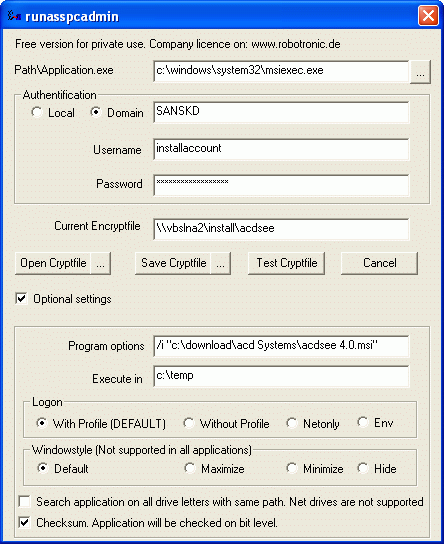 runasspcadmin
Free version for private use. Company licence on: www.robotronic.de
Path\Application.exe c:\windows\system32\msiexec.exe ...
Authentification
Local Domain SANSKD
Username installaccount
Password ******************
Current Encryptfile \\vbslna2\install\acdsee
Open Cryptfile ... Save Cryptfile ... Test Cryptfile Cancel
Optional settings
Program options /i "c:\download\acd Systems\acdsee 4.0.msi"
Execute in c:\temp
Logon
With Profile (DEFAULT) Without Profile Netonly Env
Windowstyle (Not supported in all applications)
Default Maximize Minimize Hide
Search application on all drive letters with same path. Net drives are not supported
Checksum. Application will be checked on bit level.